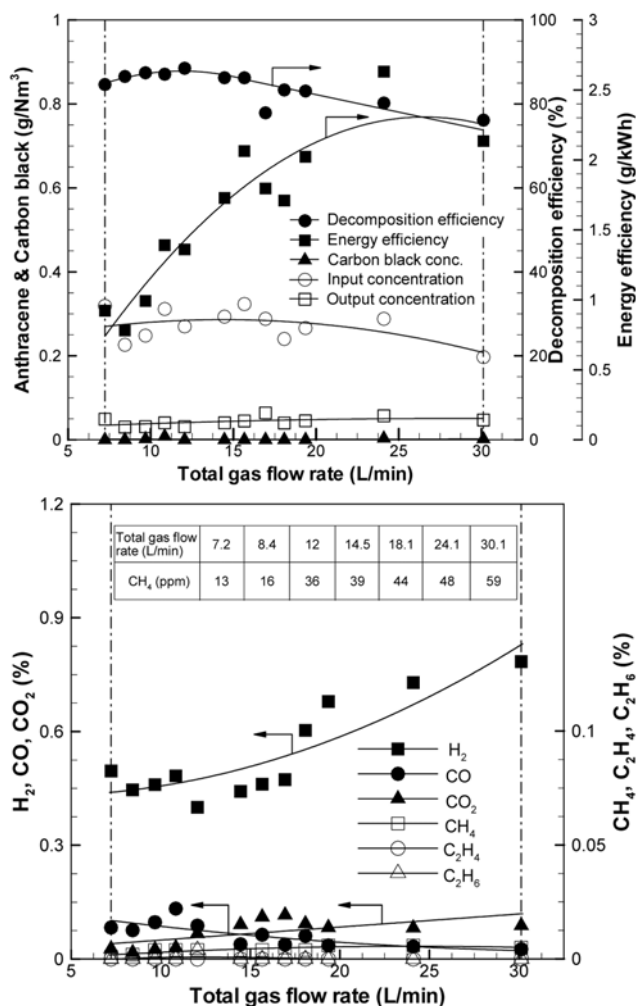 Anthracene & Carbon black (g/Nm³)
1
0.8
0.6
0.4
0.2
0
100
80
60
40
20
0
Decomposition efficiency (%)
3
2.5
2
1.5
1
0.5
0
Energy efficiency (g/kWh)
Decomposition efficiency
Energy efficiency
Carbon black conc.
Input concentration
Output concentration
5 10 15 20 25 30
Total gas flow rate (L/min)
H₂, CO, CO₂ (%)
1.2
0.9
0.6
0.3
0
Total gas flow rate (L/min) 7.2 8.4 12 14.5 18.1 24.1 30.1
CH₄ (ppm) 13 16 36 39 44 48 59
0.1
0.05
0
CH₄, C₂H₄, C₂H₆ (%)
H₂
CO
CO₂
CH₄
C₂H₄
C₂H₆
5 10 15 20 25 30
Total gas flow rate (L/min)